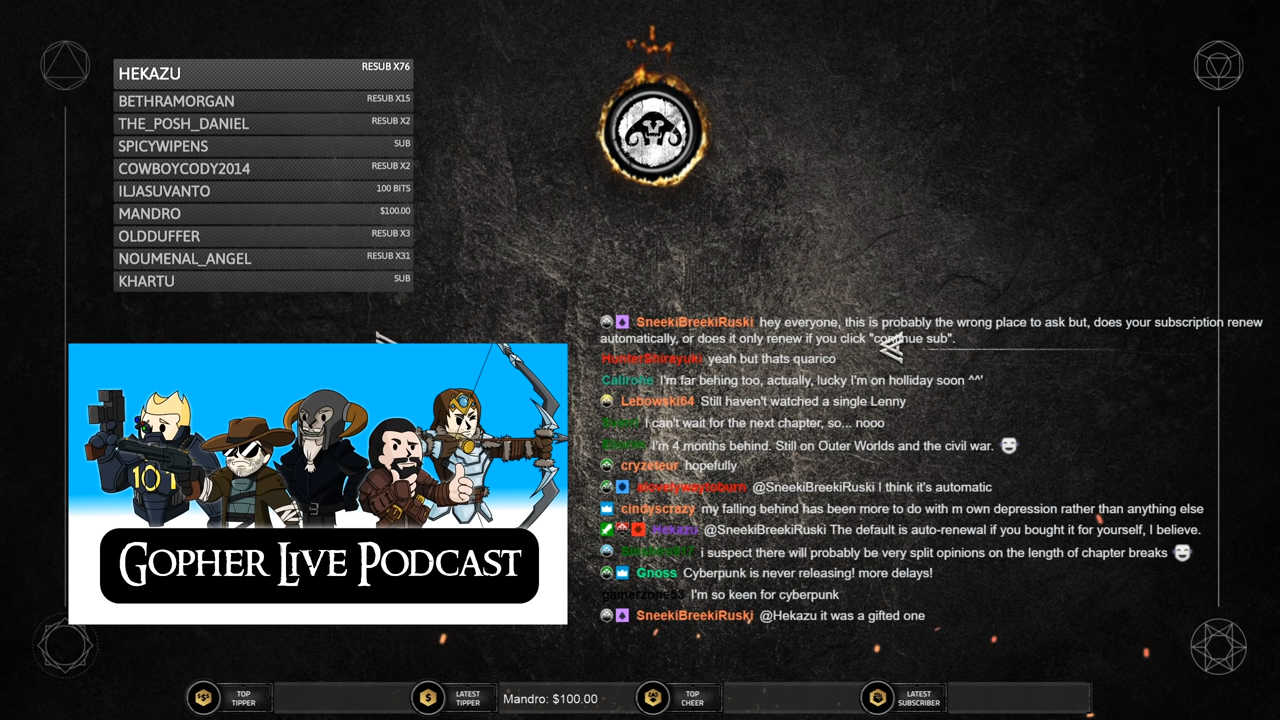 HEKAZU RESUB X76
BETHRAMORGAN RESUB X15
THE_POSH_DANIEL RESUB X2
SPICYWIPENS SUB
COWBOYCODY2014 RESUB X2
ILJASUVANTO 100 BITS
MANDRO $100.00
OLDDUFFER RESUB X3
NOUMENAL_ANGEL RESUB X31
KHARTU SUB
10
GOPHER LIVE PODCAST
SneekiBreekiRuski hey everyone, this is probably the wrong place to ask but, does your subscription renew
automatically, or does it only renew if you click "continue sub".
HunterShirayuki yeah but thats quarico
Calirone I'm far behing too, actually, lucky I'm on holliday soon ^^'
Lebowski64 Still haven't watched a single Lenny
I can't wait for the next chapter, so... nooo
I'm 4 months behind. Still on Outer Worlds and the civil war.
cryzeteur hopefully
slovelywaytoburn @SneekiBreekiRuski I think it's automatic
cindyscrazy my falling behind has been more to do with m own depression rather than anything else
Hekazu @SneekiBreekiRuski The default is auto-renewal if you bought it for yourself, I believe.
i suspect there will probably be very split opinions on the length of chapter breaks
Gnoss Cyberpunk is never releasing! more delays!
gamerzone53 I'm so keen for cyberpunk
SneekiBreekiRuski @Hekazu it was a gifted one
TOP
TIPPER
LATEST
TIPPER
Mandro: $100.00
TOP
CHEER
LATEST
SUBSCRIBER